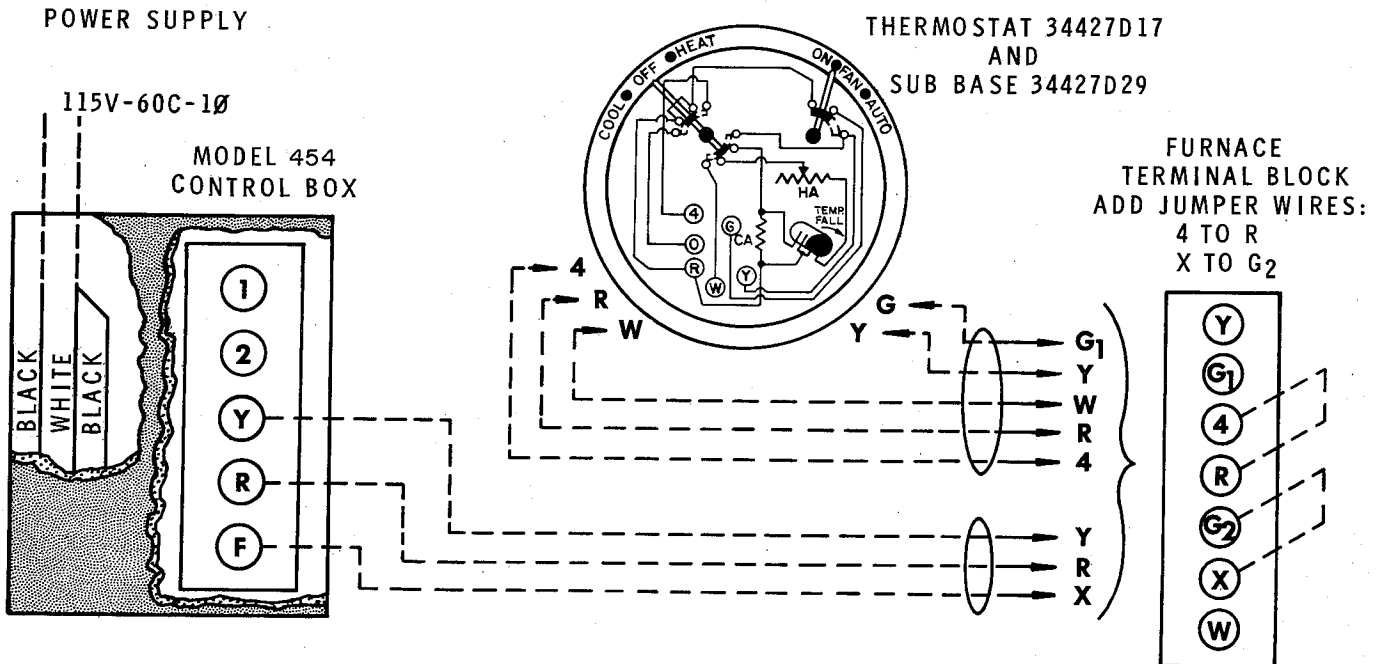 POWER SUPPLY
115V-60C-1Ø
MODEL 454
CONTROL BOX
BLACK
WHITE
BLACK
1
2
Y
R
F
THERMOSTAT 34427D17
AND
SUB BASE 34427D29
COOL OFF HEAT
ON FAN AUTO
HA
TEMP.
FALL
CA
4
O
R
W
G
Y
4
R
W
G
Y
G1
Y
W
R
4
Y
R
X
FURNACE
TERMINAL BLOCK
ADD JUMPER WIRES:
4 TO R
X TO G2
Y
G1
4
R
G2
X
W